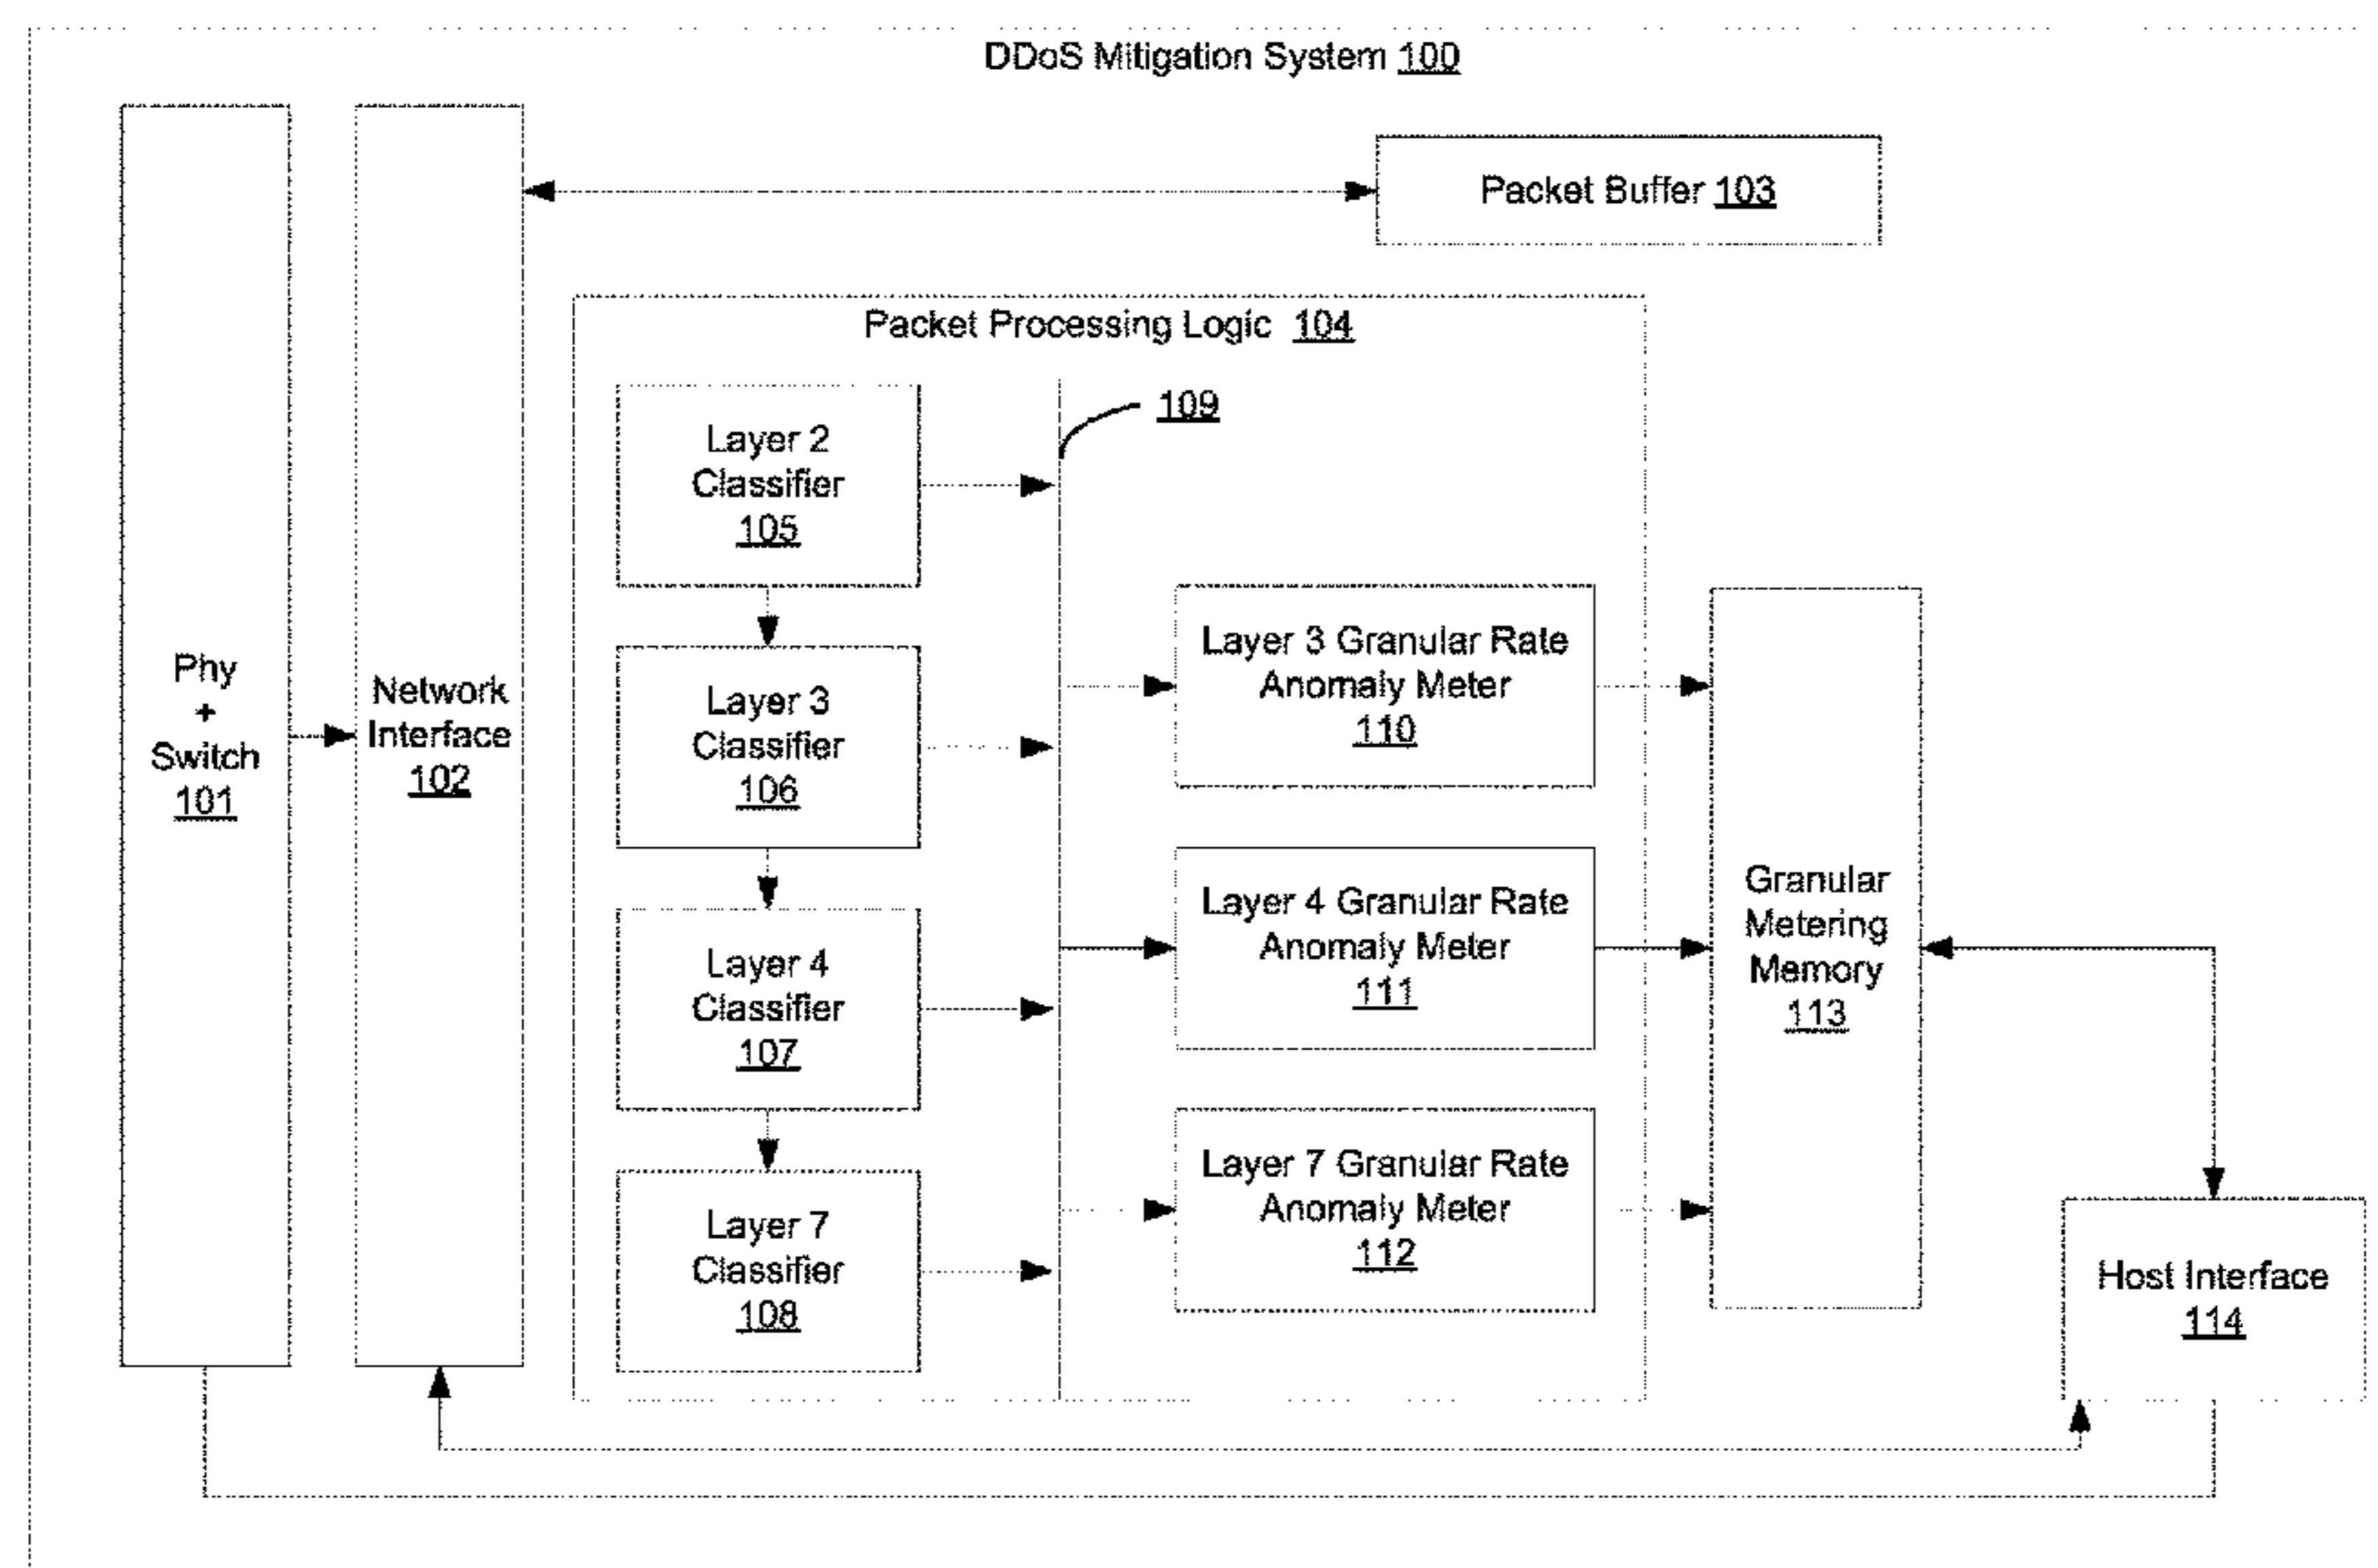 DDoS Mitigation System 100
Packet Buffer 103
Packet Processing Logic 104
109
Phy
+
Switch
101
Network
Interface
102
Layer 2
Classifier
105
Layer 3
Classifier
106
Layer 4
Classifier
107
Layer 7
Classifier
108
Layer 3 Granular Rate
Anomaly Meter
110
Layer 4 Granular Rate
Anomaly Meter
111
Layer 7 Granular Rate
Anomaly Meter
112
Granular
Metering
Memory
113
Host Interface
114